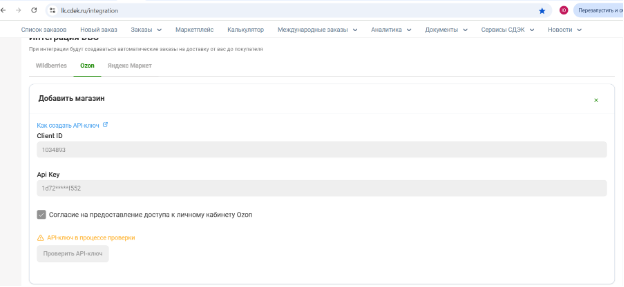 lk.cdek.ru/integration
Перезапустить и о
Список заказов Новый заказ Заказы Маркетплейс Калькулятор Международные заказы Аналитика Документы Сервисы СДЭК Новости
При интеграции будут создаваться автоматические заказы на доставку от вас до покупателя
Wildberries Ozon Яндекс Маркет
Добавить магазин
Как создать API-ключ
Client ID
1034893
Api Key
1d72*****f552
Согласие на предоставление доступа к личному кабинету Ozon
API-ключ в процессе проверки
Проверить API-ключ